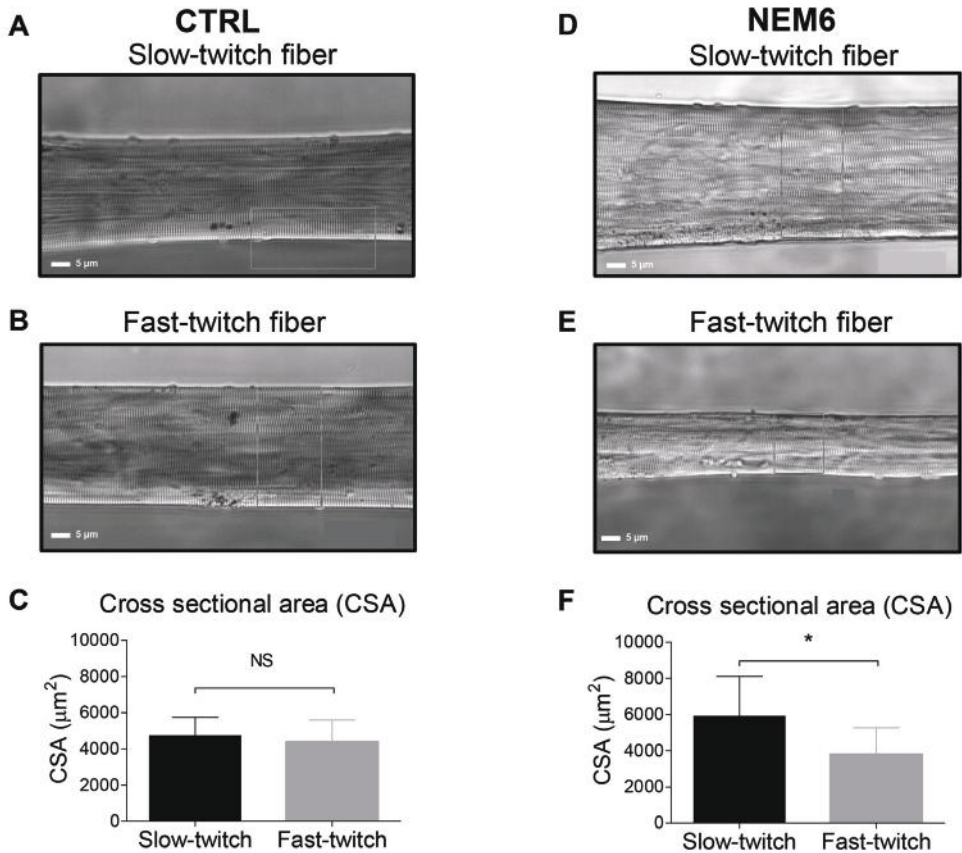 A
CTRL
Slow-twitch fiber
5 µm
B
Fast-twitch fiber
5 µm
C
Cross sectional area (CSA)
10000
8000
6000
4000
2000
0
CSA (µm²)
NS
Slow-twitch
Fast-twitch
D
NEM6
Slow-twitch fiber
5 µm
E
Fast-twitch fiber
5 µm
F
Cross sectional area (CSA)
10000
8000
6000
4000
2000
0
CSA (µm²)
*
Slow-twitch
Fast-twitch